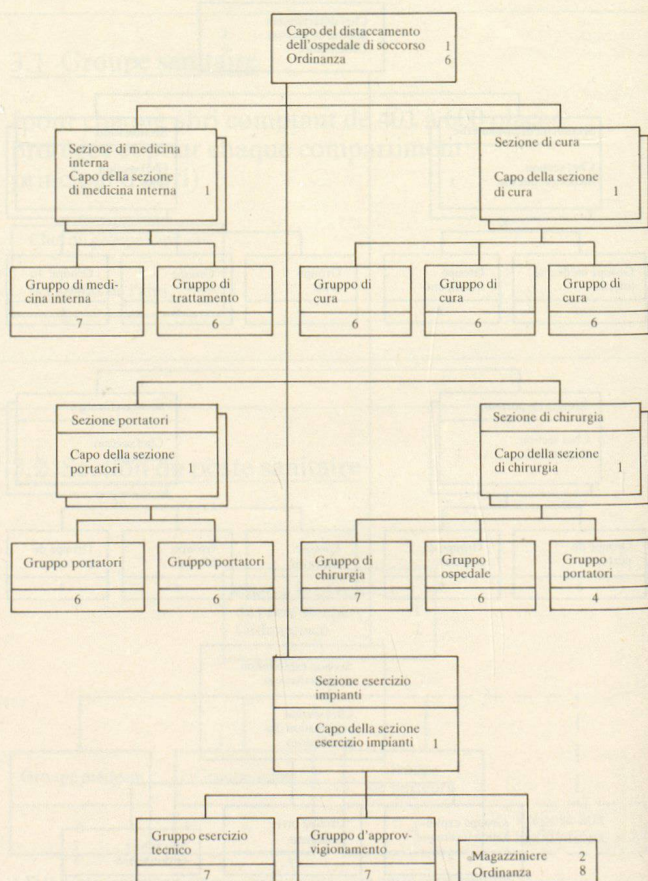 Capo del distaccamento
dell'ospedale di soccorso 1
Ordinanza 6
Sezione di medicina
interna
Capo della sezione
di medicina interna 1
Sezione di cura
Capo della sezione
di cura 1
Gruppo di medi-
cina interna
7
Gruppo di
trattamento
6
Gruppo di
cura
6
Gruppo di
cura
6
Gruppo di
cura
6
Sezione portatori
Capo della sezione
portatori 1
Sezione di chirurgia
Capo della sezione
di chirurgia 1
Gruppo portatori
6
Gruppo portatori
6
Gruppo di
chirurgia
7
Gruppo
ospedale
6
Gruppo
portatori
4
Sezione esercizio
impianti
Capo della sezione
esercizio impianti 1
Gruppo esercizio
tecnico
7
Gruppo d'approv-
vigionamento
7
Magazziniere 2
Ordinanza 8